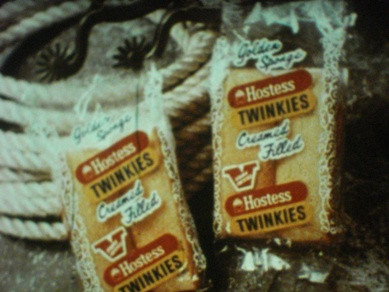 Golden
Sponge
Hostess
TWINKIES
Creamed
Filled
Hostess
TWINKIES
Golden
Sponge
Hostess
TWINKIES
Creamed
Filled
Hostess
TWINKIES